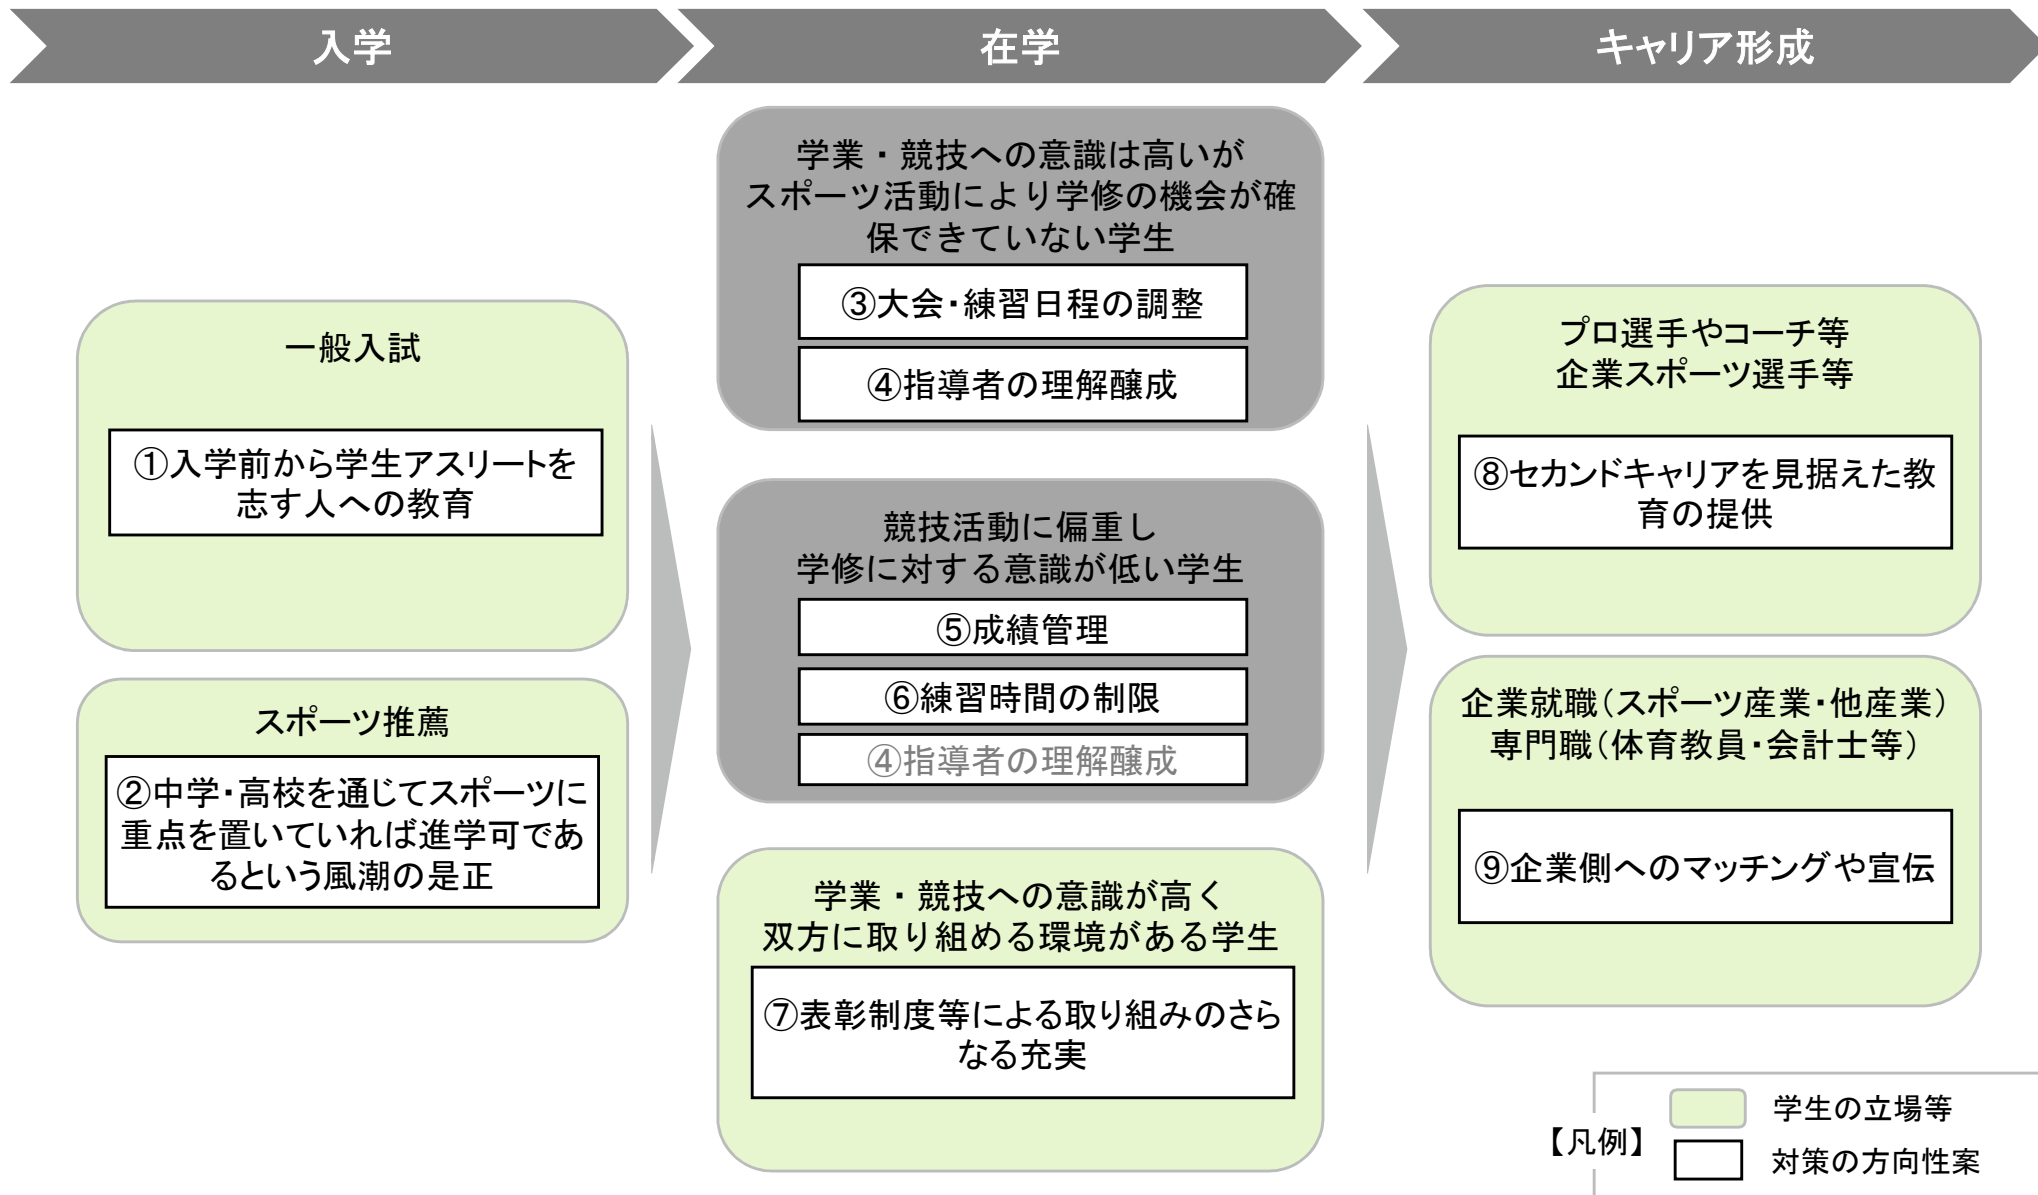 入学
在学
キャリア形成
一般入試
①入学前から学生アスリートを
志す人への教育
スポーツ推薦
②中学・高校を通じてスポーツに
重点を置いていれば進学可であ
るという風潮の是正
学業・競技への意識は高いが
スポーツ活動により学修の機会が確
保できていない学生
③大会・練習日程の調整
④指導者の理解醸成
競技活動に偏重し
学修に対する意識が低い学生
⑤成績管理
⑥練習時間の制限
④指導者の理解醸成
学業・競技への意識が高く
双方に取り組める環境がある学生
⑦表彰制度等による取り組みのさら
なる充実
プロ選手やコーチ等
企業スポーツ選手等
⑧セカンドキャリアを見据えた教
育の提供
企業就職（スポーツ産業・他産業）
専門職（体育教員・会計士等）
⑨企業側へのマッチングや宣伝
【凡例】
学生の立場等
対策の方向性案